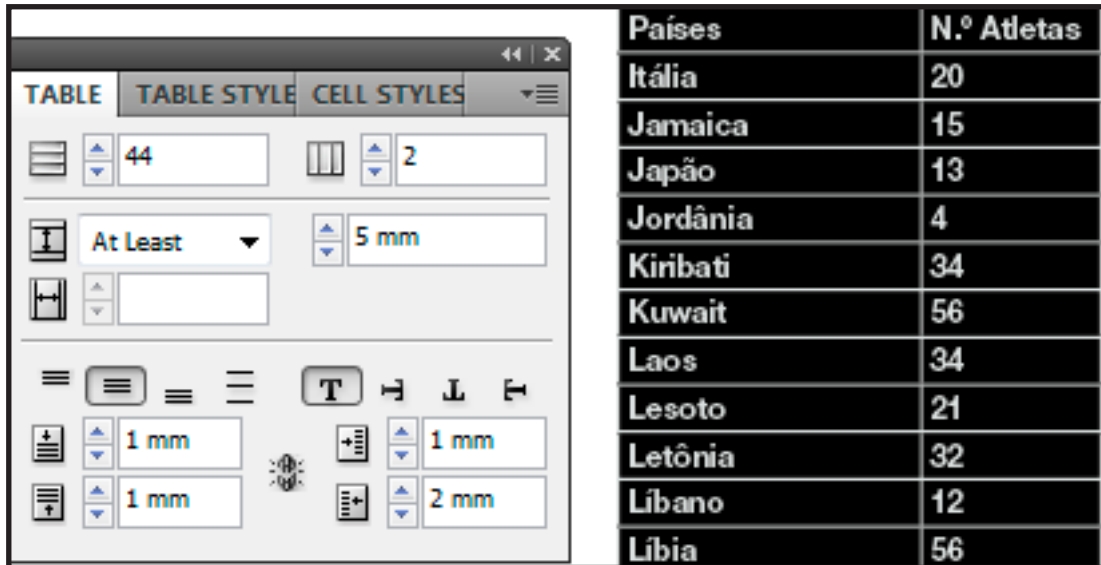 TABLE TABLE STYLE CELL STYLES
44 2
At Least 5 mm
T T T T
1 mm 1 mm
1 mm 2 mm
Países N.º Atletas
Itália 20
Jamaica 15
Japão 13
Jordânia 4
Kiribati 34
Kuwait 56
Laos 34
Lesoto 21
Letônia 32
Líbano 12
Líbia 56